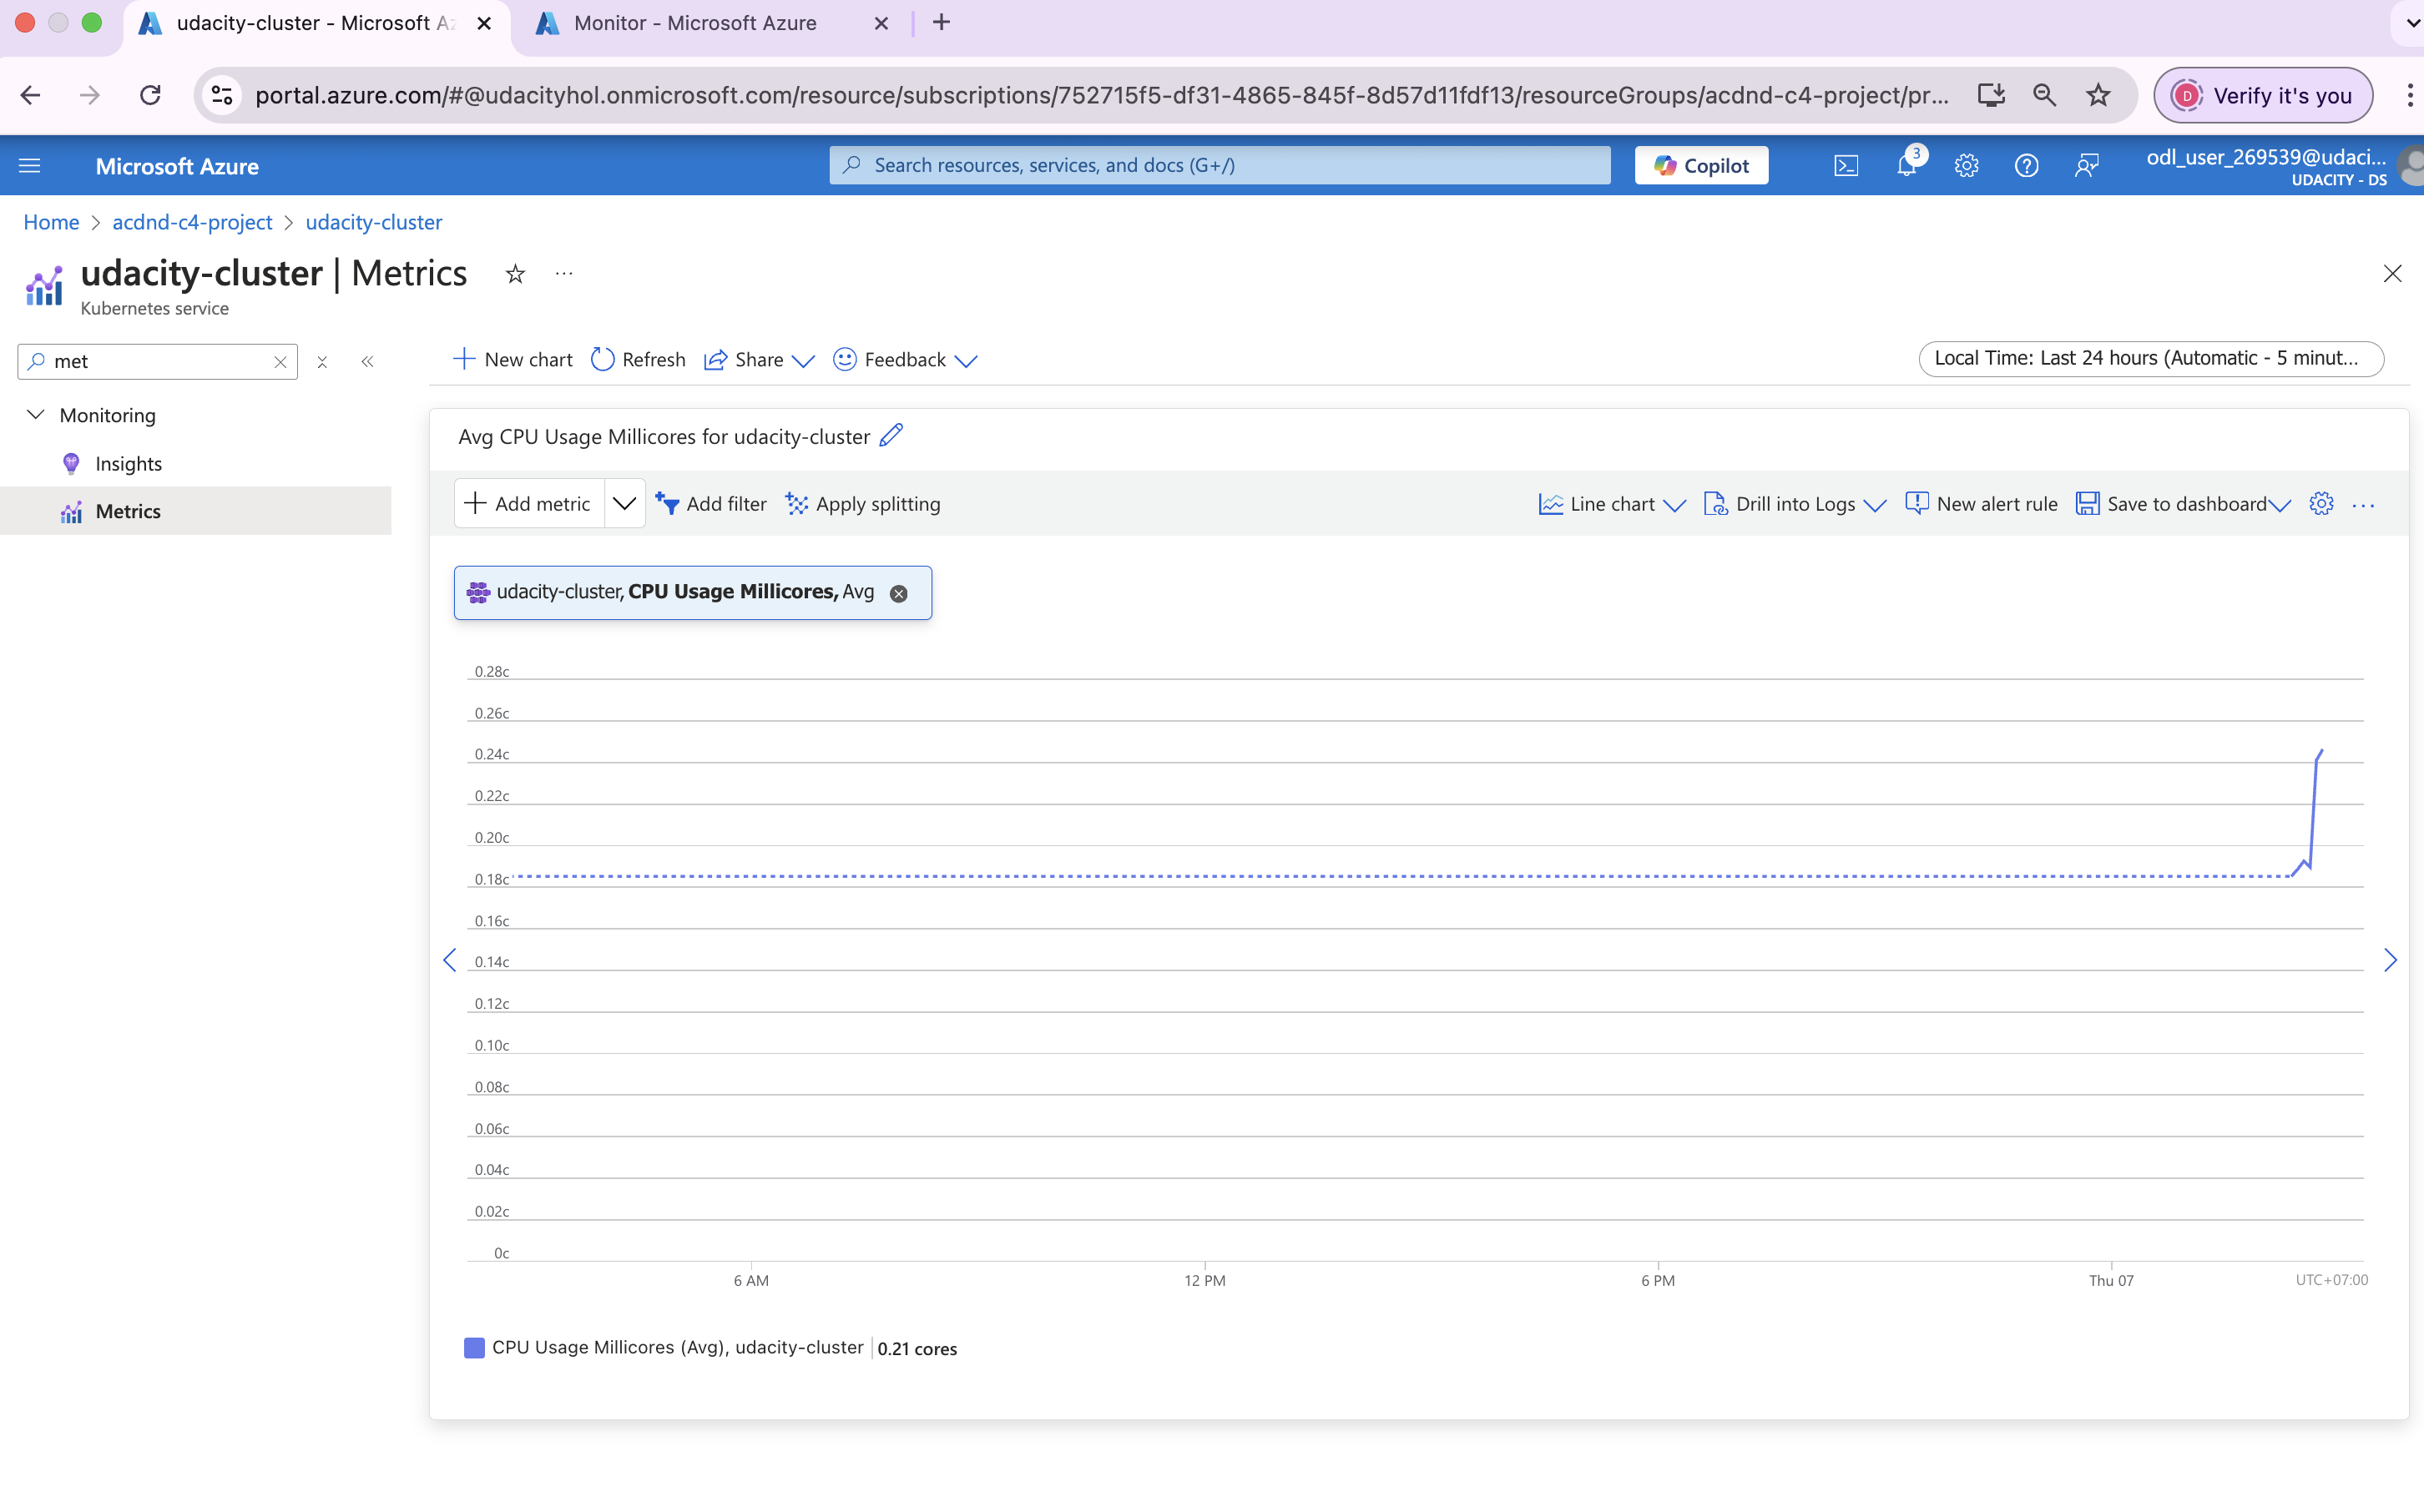 udacity-cluster - Microsoft Az
Monitor - Microsoft Azure
portal.azure.com/#@udacityhol.onmicrosoft.com/resource/subscriptions/752715f5-df31-4865-845f-8d57d11fdf13/resourceGroups/acdnd-c4-project/pr...
D Verify it's you
Microsoft Azure
Search resources, services, and docs (G+/)
Copilot
3
odl_user_269539@udaci...
UDACITY - DS
Home > acdnd-c4-project > udacity-cluster
udacity-cluster | Metrics
Kubernetes service
met
New chart Refresh Share Feedback
Local Time: Last 24 hours (Automatic - 5 minut...
Monitoring
Insights
Metrics
Avg CPU Usage Millicores for udacity-cluster
Add metric Add filter Apply splitting Line chart Drill into Logs New alert rule Save to dashboard
udacity-cluster, CPU Usage Millicores, Avg
0.28c
0.26c
0.24c
0.22c
0.20c
0.18c
0.16c
0.14c
0.12c
0.10c
0.08c
0.06c
0.04c
0.02c
0c
6 AM 12 PM 6 PM Thu 07 UTC+07:00
CPU Usage Millicores (Avg), udacity-cluster | 0.21 cores